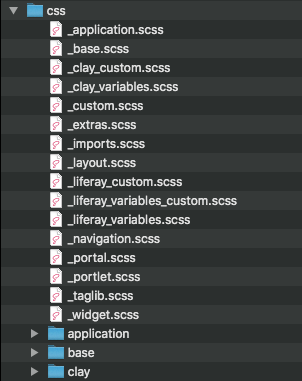 css
_application.scss
_base.scss
_clay_custom.scss
_clay_variables.scss
_custom.scss
_extras.scss
_imports.scss
_layout.scss
_liferay_custom.scss
_liferay_variables_custom.scss
_liferay_variables.scss
_navigation.scss
_portal.scss
_portlet.scss
_taglib.scss
_widget.scss
application
base
clay